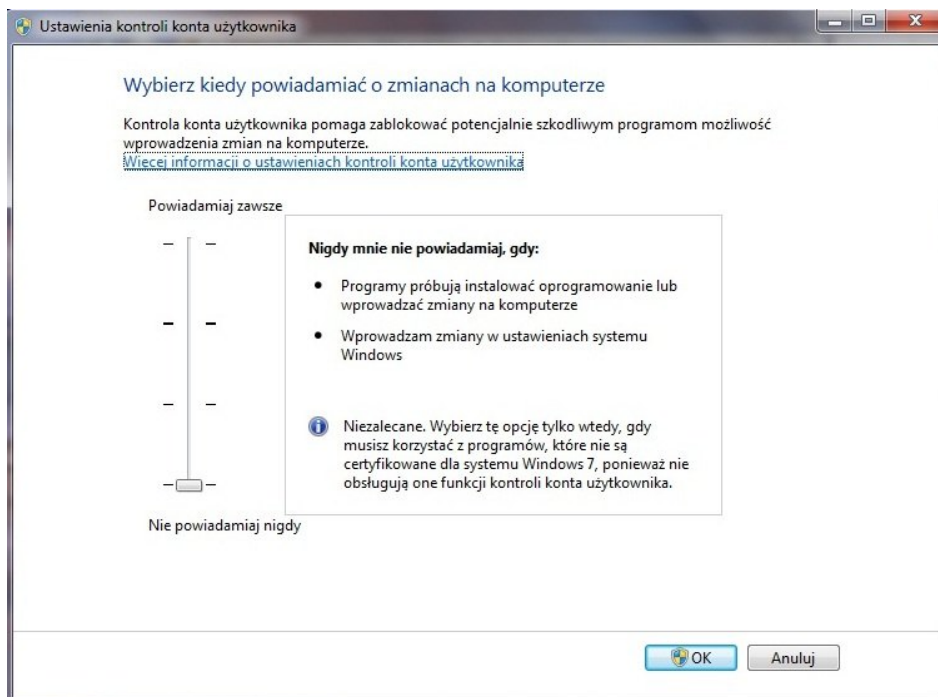 Ustawienia kontroli konta użytkownika
Wybierz kiedy powiadamiać o zmianach na komputerze
Kontrola konta użytkownika pomaga zablokować potencjalnie szkodliwym programom możliwość
wprowadzenia zmian na komputerze.
Więcej informacji o ustawieniach kontroli konta użytkownika
Powiadamiaj zawsze
Nigdy mnie nie powiadamiaj, gdy:
• Programy próbują instalować oprogramowanie lub
wprowadzać zmiany na komputerze
• Wprowadzam zmiany w ustawieniach systemu
Windows
Niezalecane. Wybierz tę opcję tylko wtedy, gdy
musisz korzystać z programów, które nie są
certyfikowane dla systemu Windows 7, ponieważ nie
obsługują one funkcji kontroli konta użytkownika.
Nie powiadamiaj nigdy
OK
Anuluj